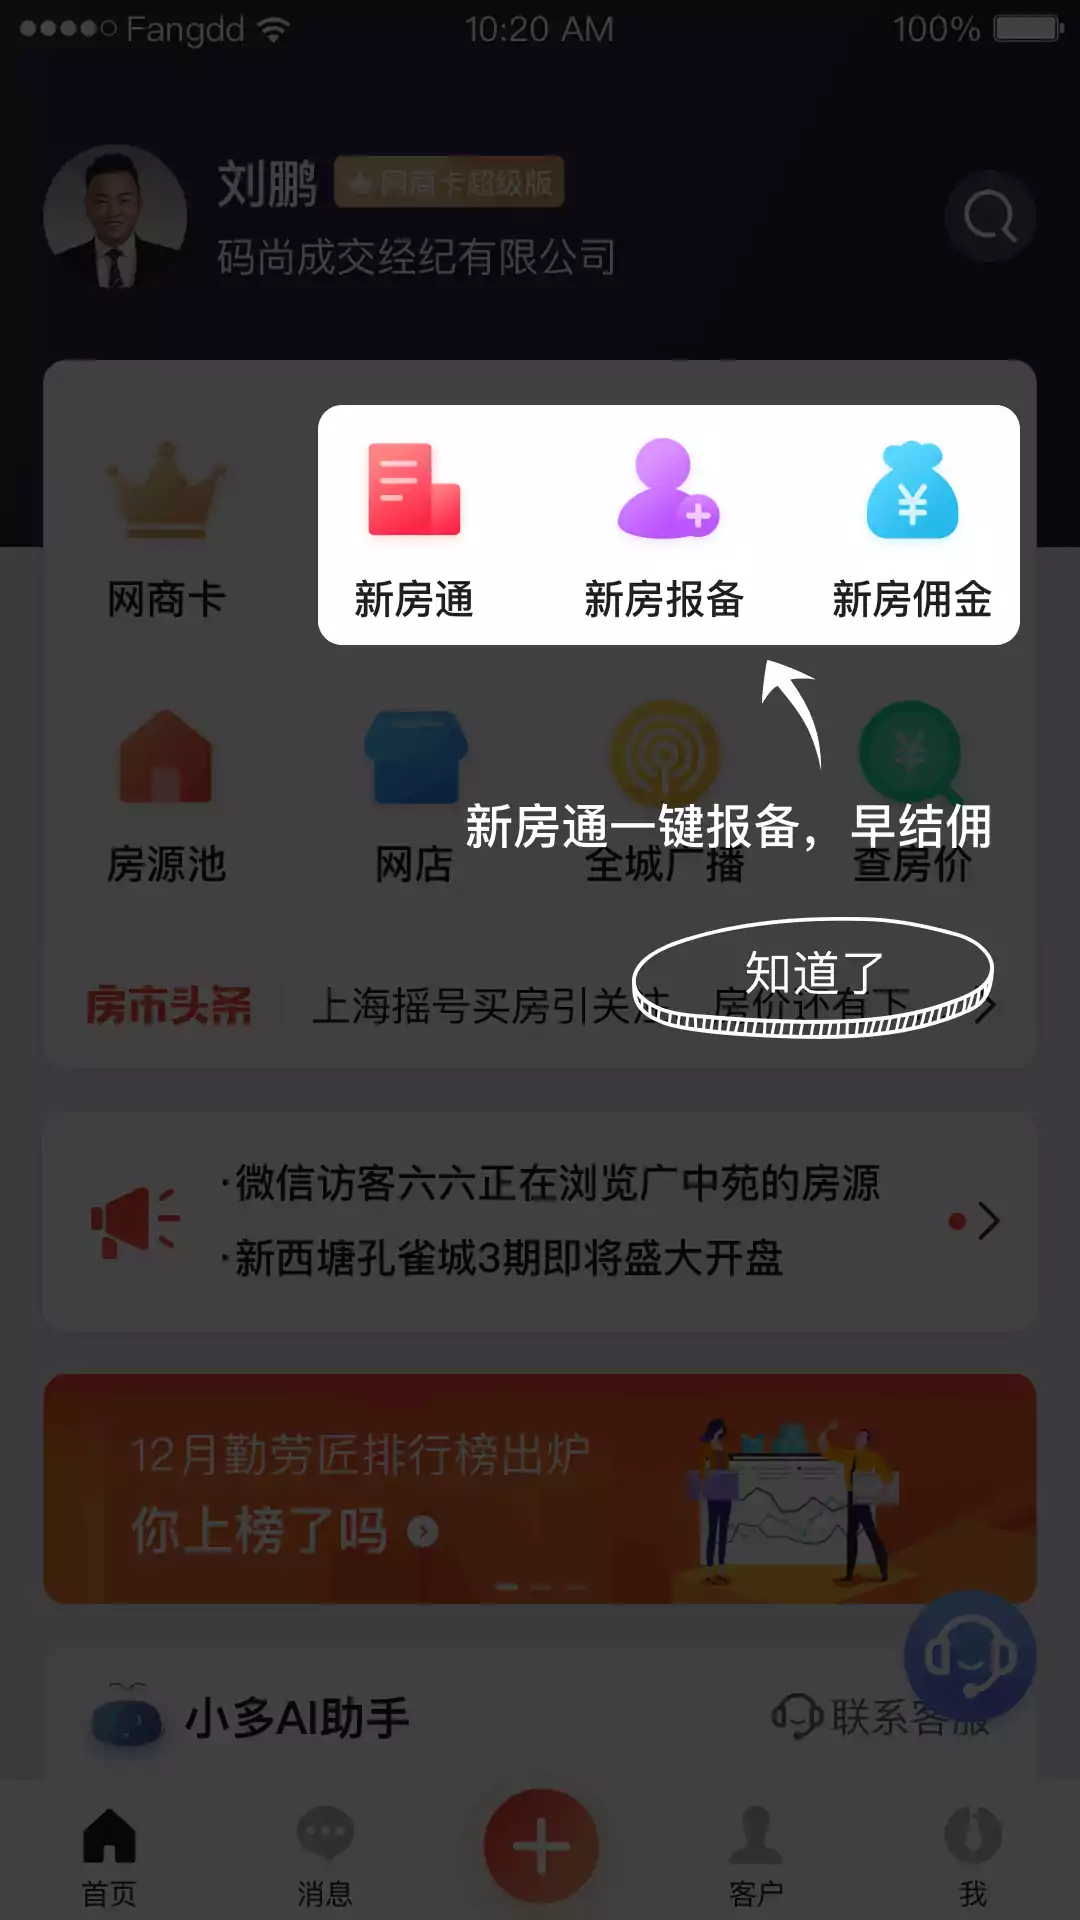 Fangdd 10:20 AM 100%
刘鹏 网商卡超级版
码尚成交经纪有限公司
网商卡 新房通 新房报备 新房佣金
新房通一键报备，早结佣
房源池 网店 全城广播 查房价
知道了
房市头条 上海摇号买房引关注，房价还有下
·微信访客六六正在浏览广中苑的房源
·新西塘孔雀城3期即将盛大开盘
12月勤劳匠排行榜出炉
你上榜了吗
小多AI助手 联系客服
首页 消息 客户 我